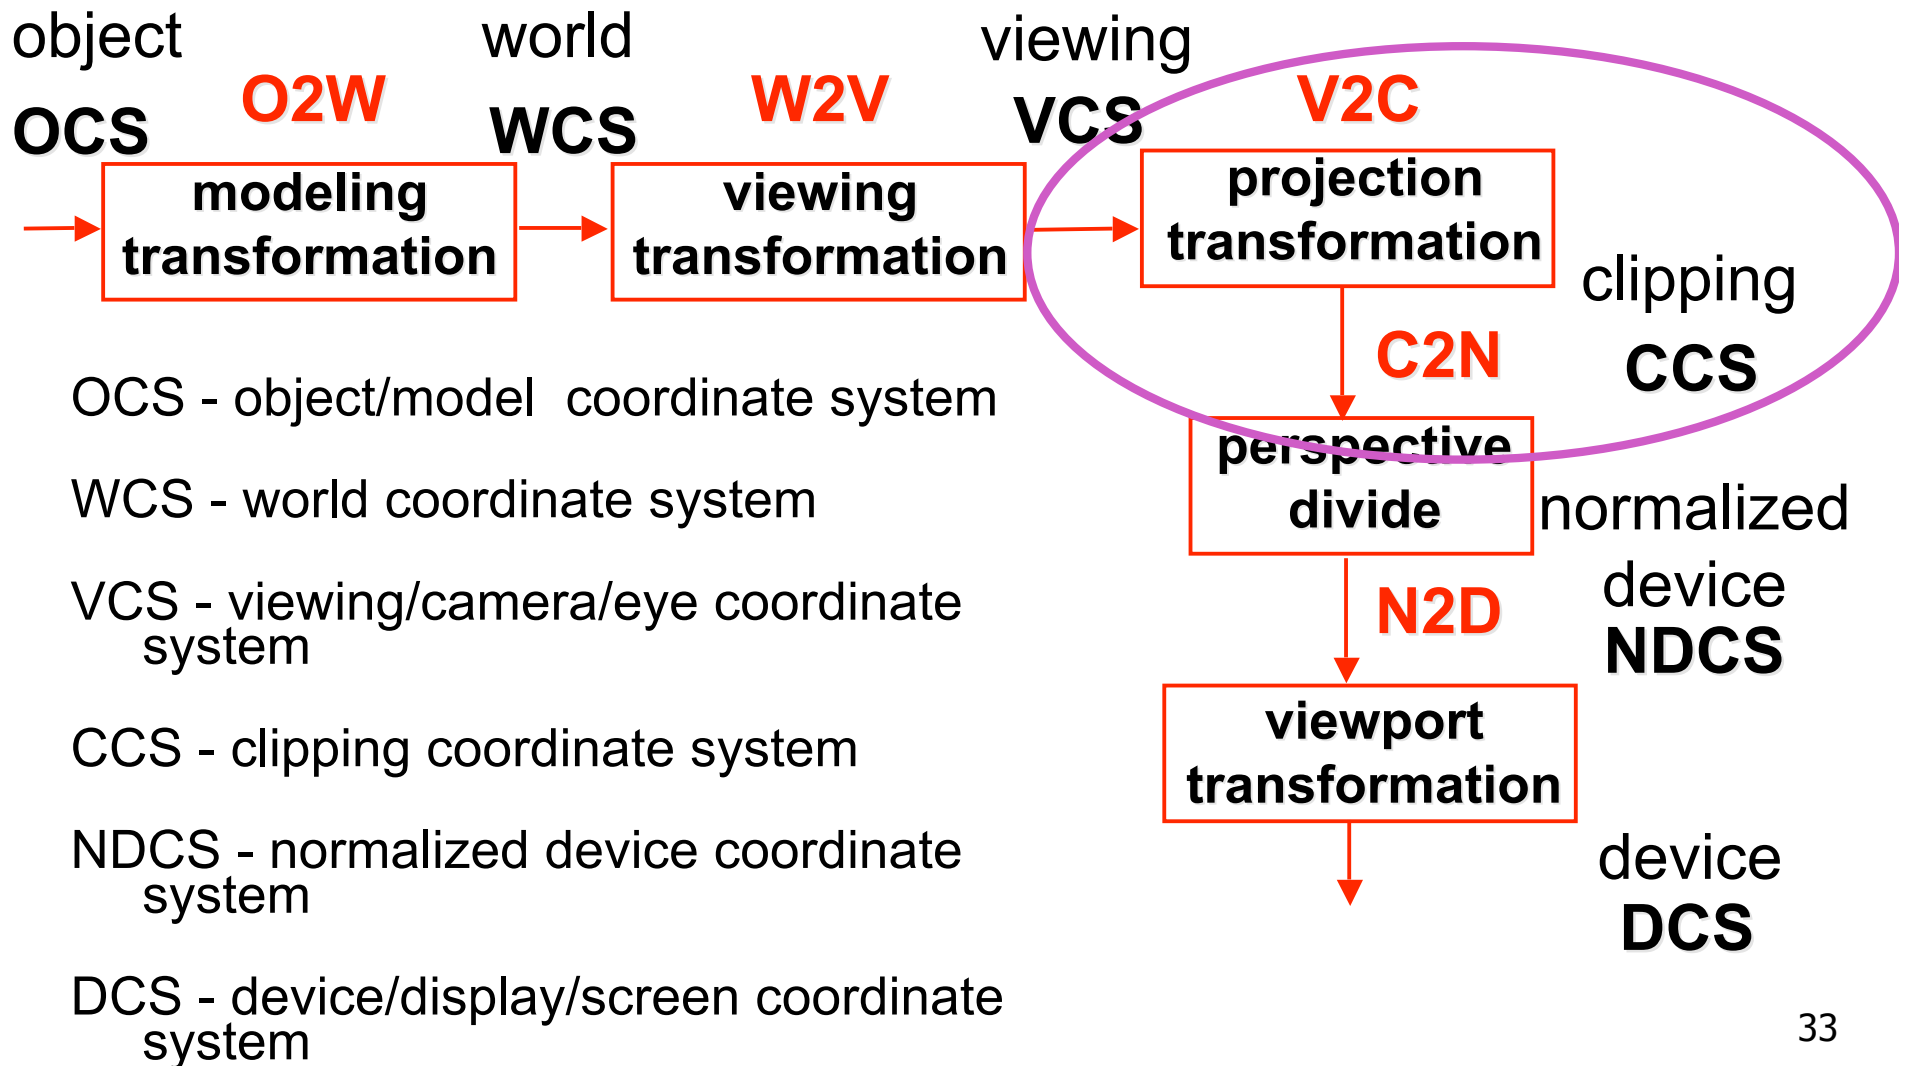 object
OCS
O2W
modeling
transformation
world
WCS
W2V
viewing
transformation
viewing
VCS
V2C
projection
transformation
clipping
CCS
C2N
perspective
divide
normalized
device
NDCS
N2D
viewport
transformation
device
DCS
OCS - object/model coordinate system
WCS - world coordinate system
VCS - viewing/camera/eye coordinate
system
CCS - clipping coordinate system
NDCS - normalized device coordinate
system
DCS - device/display/screen coordinate
system
33